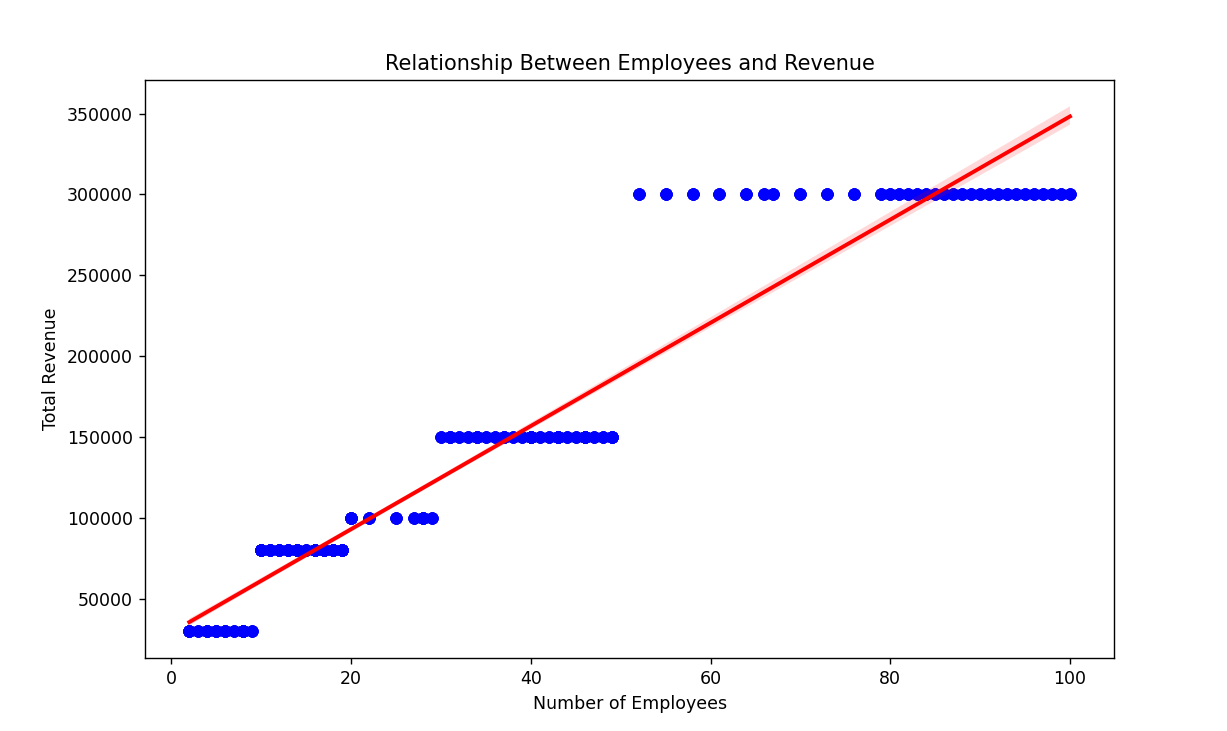 Relationship Between Employees and Revenue
350000
300000
250000
200000
150000
100000
50000
Total Revenue
0 20 40 60 80 100
Number of Employees